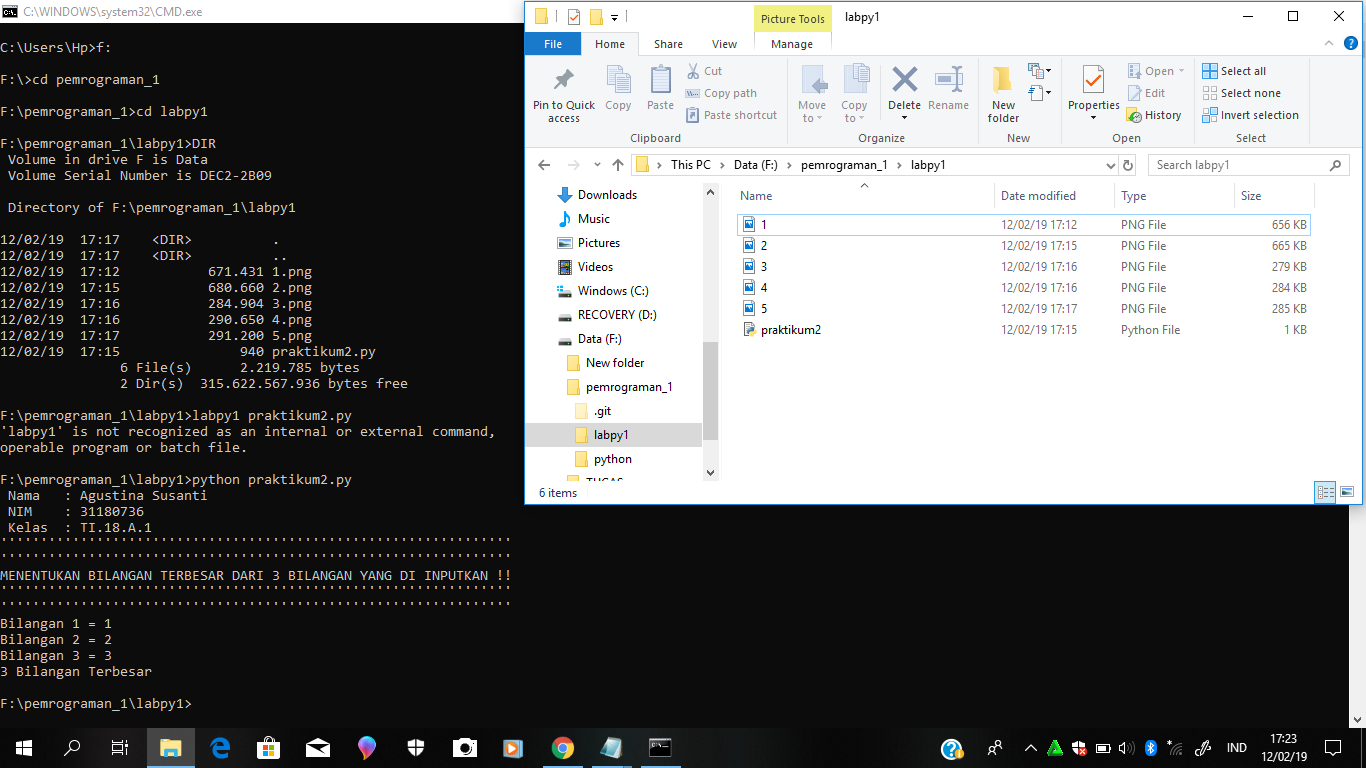 C:\WINDOWS\system32\CMD.exe
C:\Users\Hp>f:
F:\>cd pemrograman_1
F:\pemrograman_1>cd labpy1
F:\pemrograman_1\labpy1>DIR
Volume in drive F is Data
Volume Serial Number is DEC2-2B09
Directory of F:\pemrograman_1\labpy1
12/02/19  17:17    <DIR>          .
12/02/19  17:17    <DIR>          ..
12/02/19  17:12           671.431 1.png
12/02/19  17:15           680.660 2.png
12/02/19  17:16           284.904 3.png
12/02/19  17:16           290.650 4.png
12/02/19  17:17           291.200 5.png
12/02/19  17:15               940 praktikum2.py
6 File(s)      2.219.785 bytes
2 Dir(s)  315.622.567.936 bytes free
F:\pemrograman_1\labpy1>labpy1 praktikum2.py
'labpy1' is not recognized as an internal or external command,
operable program or batch file.
F:\pemrograman_1\labpy1>python praktikum2.py
Nama   : Agustina Susanti
NIM    : 31180736
Kelas  : TI.18.A.1
''''''''''''''''''''''''''''''''''''''''''''''''''''''''''''''''
''''''''''''''''''''''''''''''''''''''''''''''''''''''''''''''''
MENENTUKAN BILANGAN TERBESAR DARI 3 BILANGAN YANG DI INPUTKAN !!
''''''''''''''''''''''''''''''''''''''''''''''''''''''''''''''''
''''''''''''''''''''''''''''''''''''''''''''''''''''''''''''''''
Bilangan 1 = 1
Bilangan 2 = 2
Bilangan 3 = 3
3 Bilangan Terbesar
F:\pemrograman_1\labpy1>
Picture Tools
labpy1
File
Home
Share
View
Manage
Pin to Quick access
Copy
Paste
Cut
Copy path
Paste shortcut
Clipboard
Move to
Copy to
Delete
Rename
Organize
New folder
New
Properties
Open
Edit
History
Open
Select all
Select none
Invert selection
Select
This PC > Data (F:) > pemrograman_1 > labpy1
Search labpy1
Downloads
Music
Pictures
Videos
Windows (C:)
RECOVERY (D:)
Data (F:)
New folder
pemrograman_1
.git
labpy1
python
TUGAS
Name Date modified Type Size
1 12/02/19 17:12 PNG File 656 KB
2 12/02/19 17:15 PNG File 665 KB
3 12/02/19 17:16 PNG File 279 KB
4 12/02/19 17:16 PNG File 284 KB
5 12/02/19 17:17 PNG File 285 KB
praktikum2 12/02/19 17:15 Python File 1 KB
6 items
IND
17:23
12/02/19